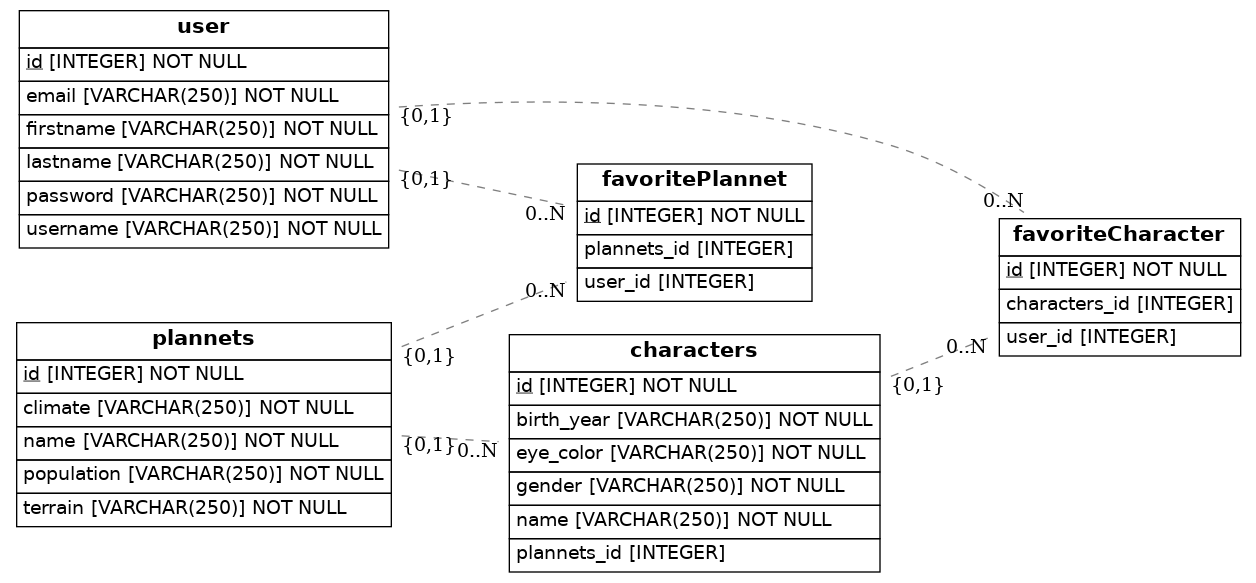 user
id [INTEGER] NOT NULL
email [VARCHAR(250)] NOT NULL
firstname [VARCHAR(250)] NOT NULL
lastname [VARCHAR(250)] NOT NULL
password [VARCHAR(250)] NOT NULL
username [VARCHAR(250)] NOT NULL
{0,1}
{0,1}
0..N
favoritePlannet
id [INTEGER] NOT NULL
plannets_id [INTEGER]
user_id [INTEGER]
0..N
0..N
favoriteCharacter
id [INTEGER] NOT NULL
characters_id [INTEGER]
user_id [INTEGER]
0..N
{0,1}
plannets
id [INTEGER] NOT NULL
climate [VARCHAR(250)] NOT NULL
name [VARCHAR(250)] NOT NULL
population [VARCHAR(250)] NOT NULL
terrain [VARCHAR(250)] NOT NULL
{0,1}
{0,1}
0..N
characters
id [INTEGER] NOT NULL
birth_year [VARCHAR(250)] NOT NULL
eye_color [VARCHAR(250)] NOT NULL
gender [VARCHAR(250)] NOT NULL
name [VARCHAR(250)] NOT NULL
plannets_id [INTEGER]